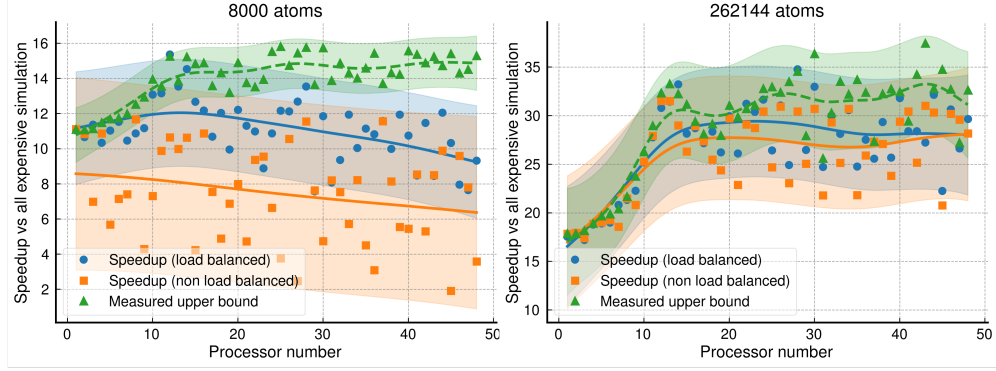 8000 atoms
Speedup vs all expensive simulation
16
14
12
10
8
6
4
2
Speedup (load balanced)
Speedup (non load balanced)
Measured upper bound
0 10 20 30 40 50
Processor number
262144 atoms
Speedup vs all expensive simulation
35
30
25
20
15
10
Speedup (load balanced)
Speedup (non load balanced)
Measured upper bound
0 10 20 30 40 50
Processor number